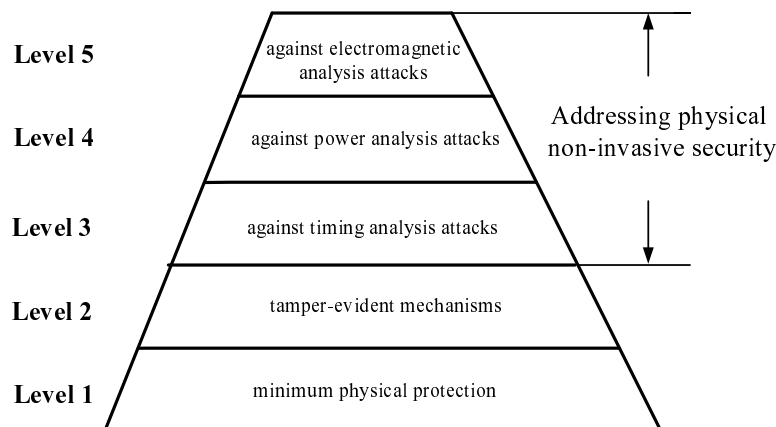 Level 5
against electromagnetic
analysis attacks
Level 4
against power analysis attacks
Addressing physical
non-invasive security
Level 3
against timing analysis attacks
Level 2
tamper-evident mechanisms
Level 1
minimum physical protection